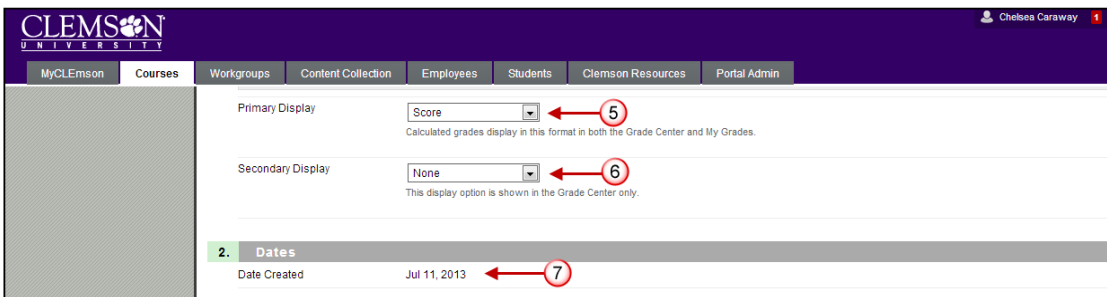 CLEMSON
UNIVERSITY
Chelsea Caraway 1
MyCLEmson Courses Workgroups Content Collection Employees Students Clemson Resources Portal Admin
Primary Display Score 5
Calculated grades display in this format in both the Grade Center and My Grades.
Secondary Display None 6
This display option is shown in the Grade Center only.
2. Dates
Date Created Jul 11, 2013 7